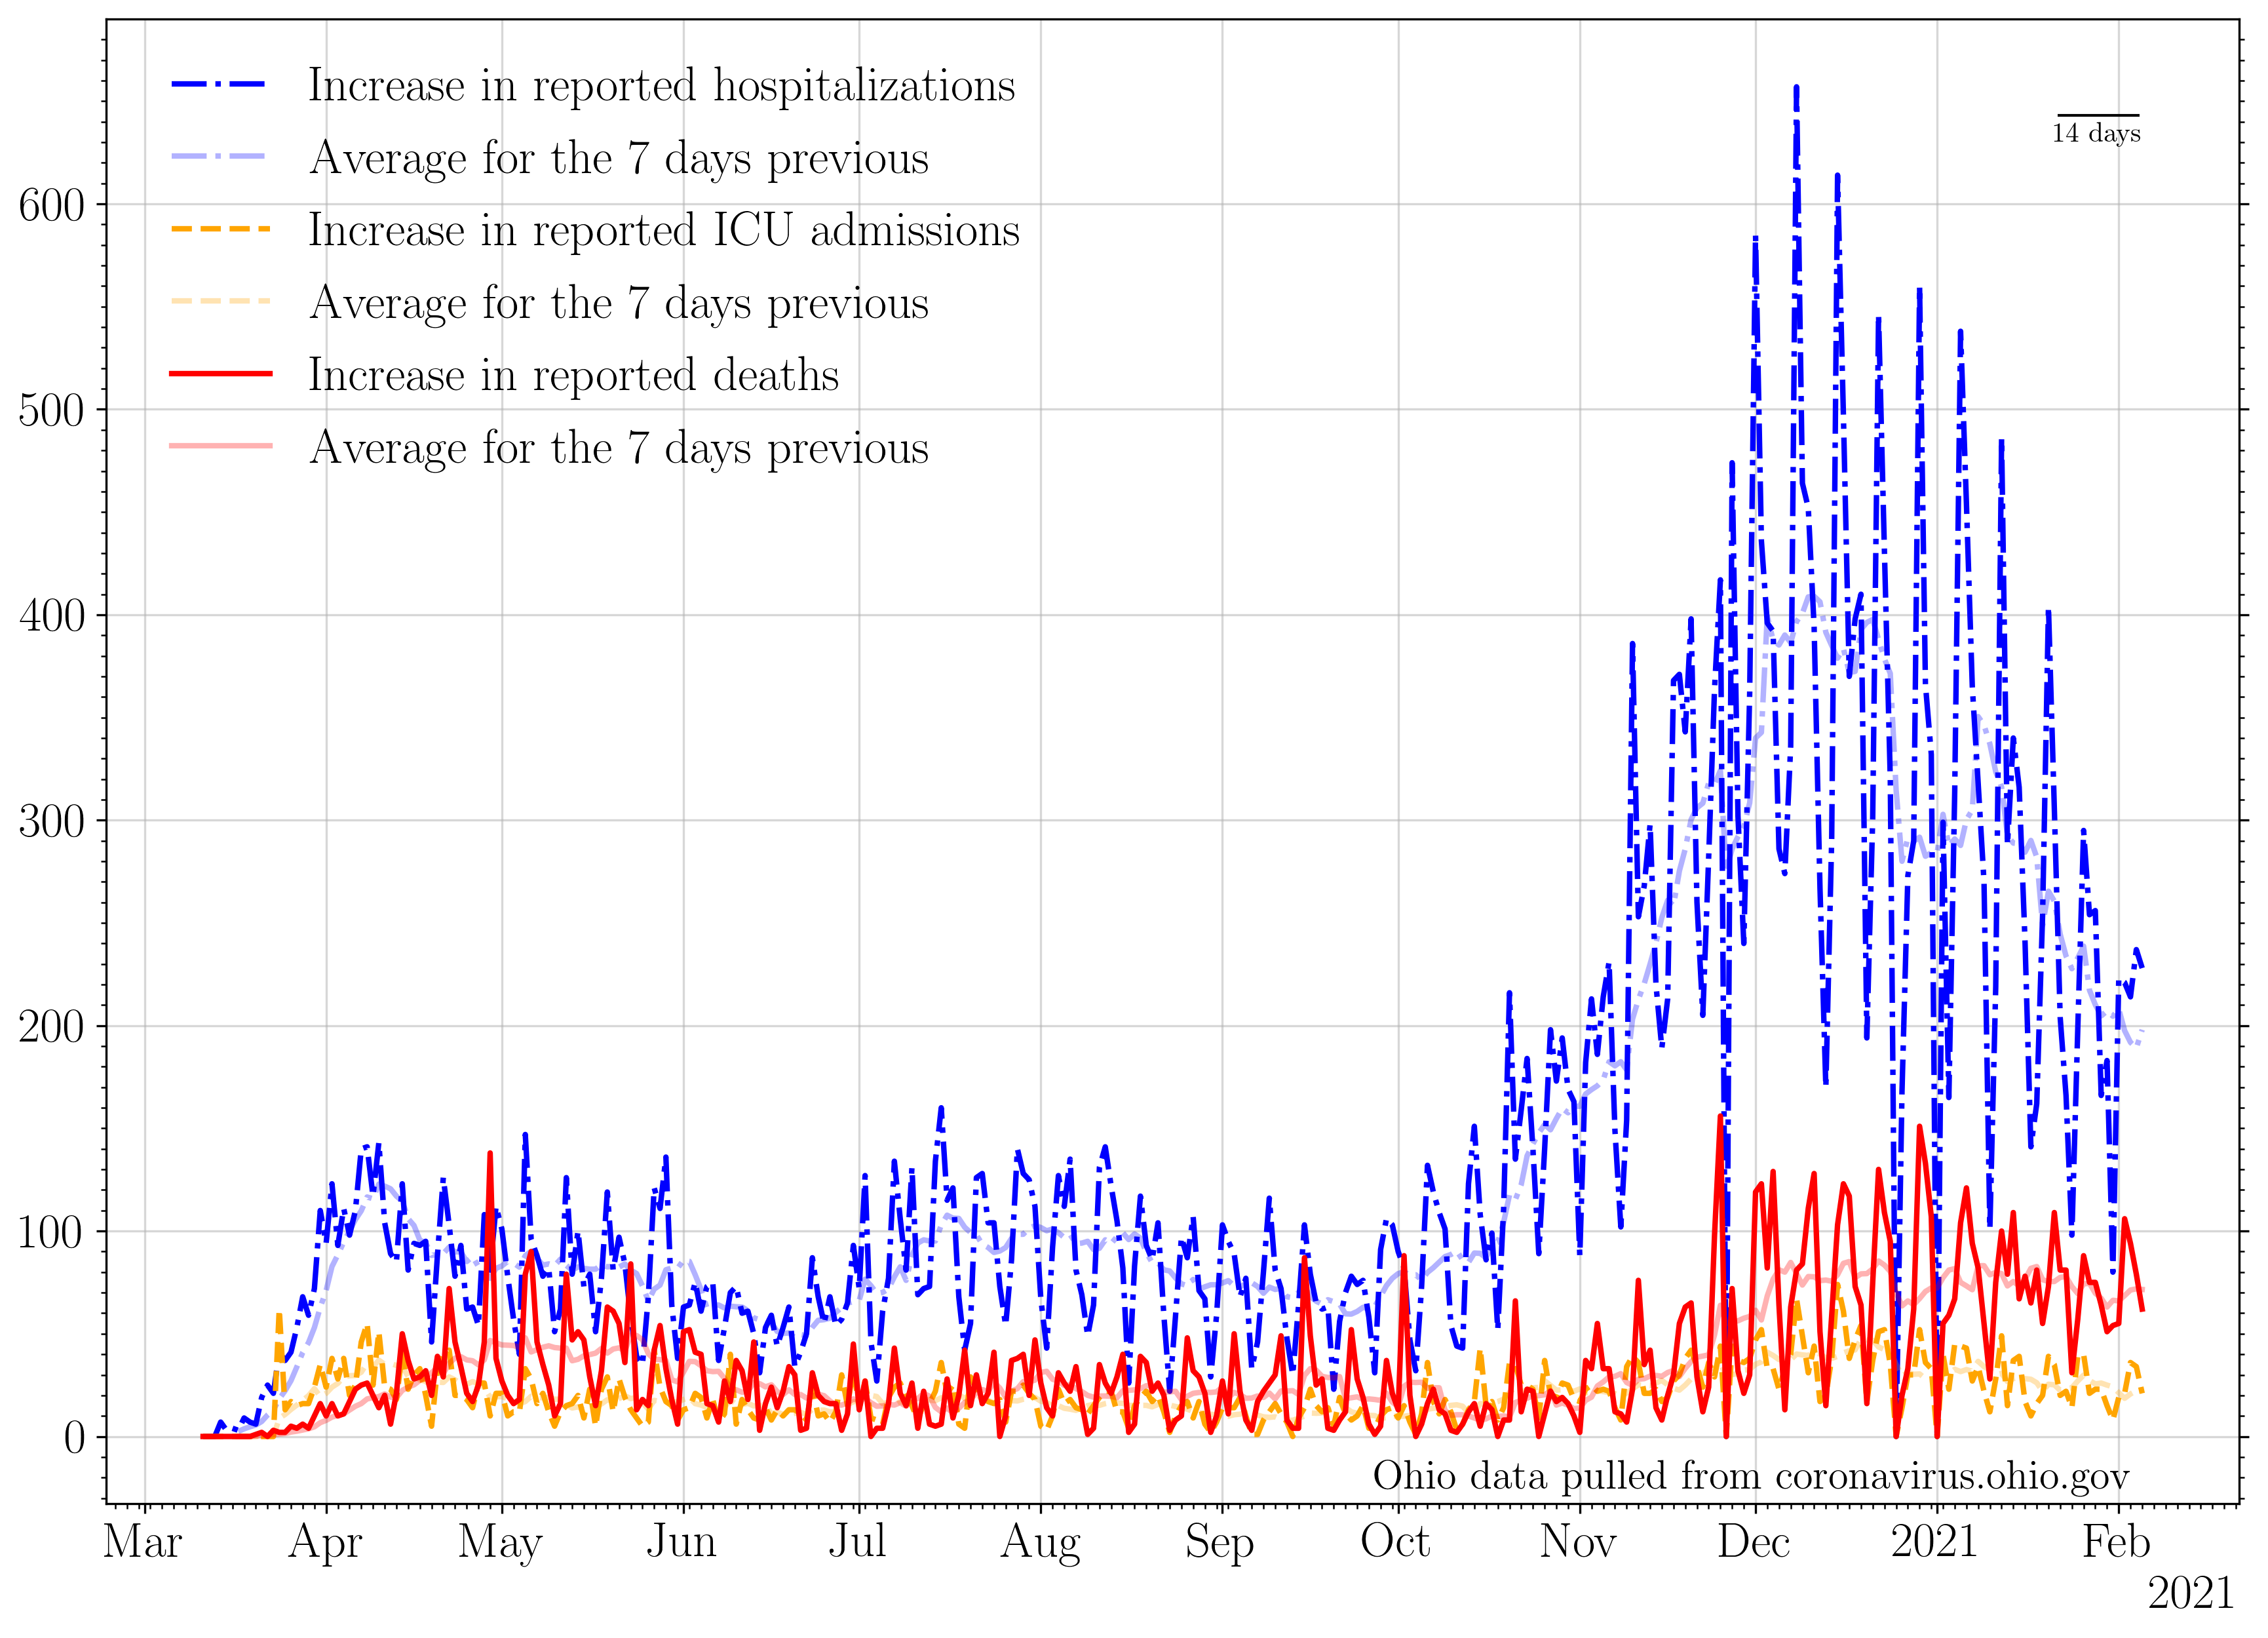 Increase in reported hospitalizations
Average for the 7 days previous
Increase in reported ICU admissions
Average for the 7 days previous
Increase in reported deaths
Average for the 7 days previous
14 days
600
500
400
300
200
100
0
Ohio data pulled from coronavirus.ohio.gov
Mar Apr May Jun Jul Aug Sep Oct Nov Dec 2021 Feb
2021